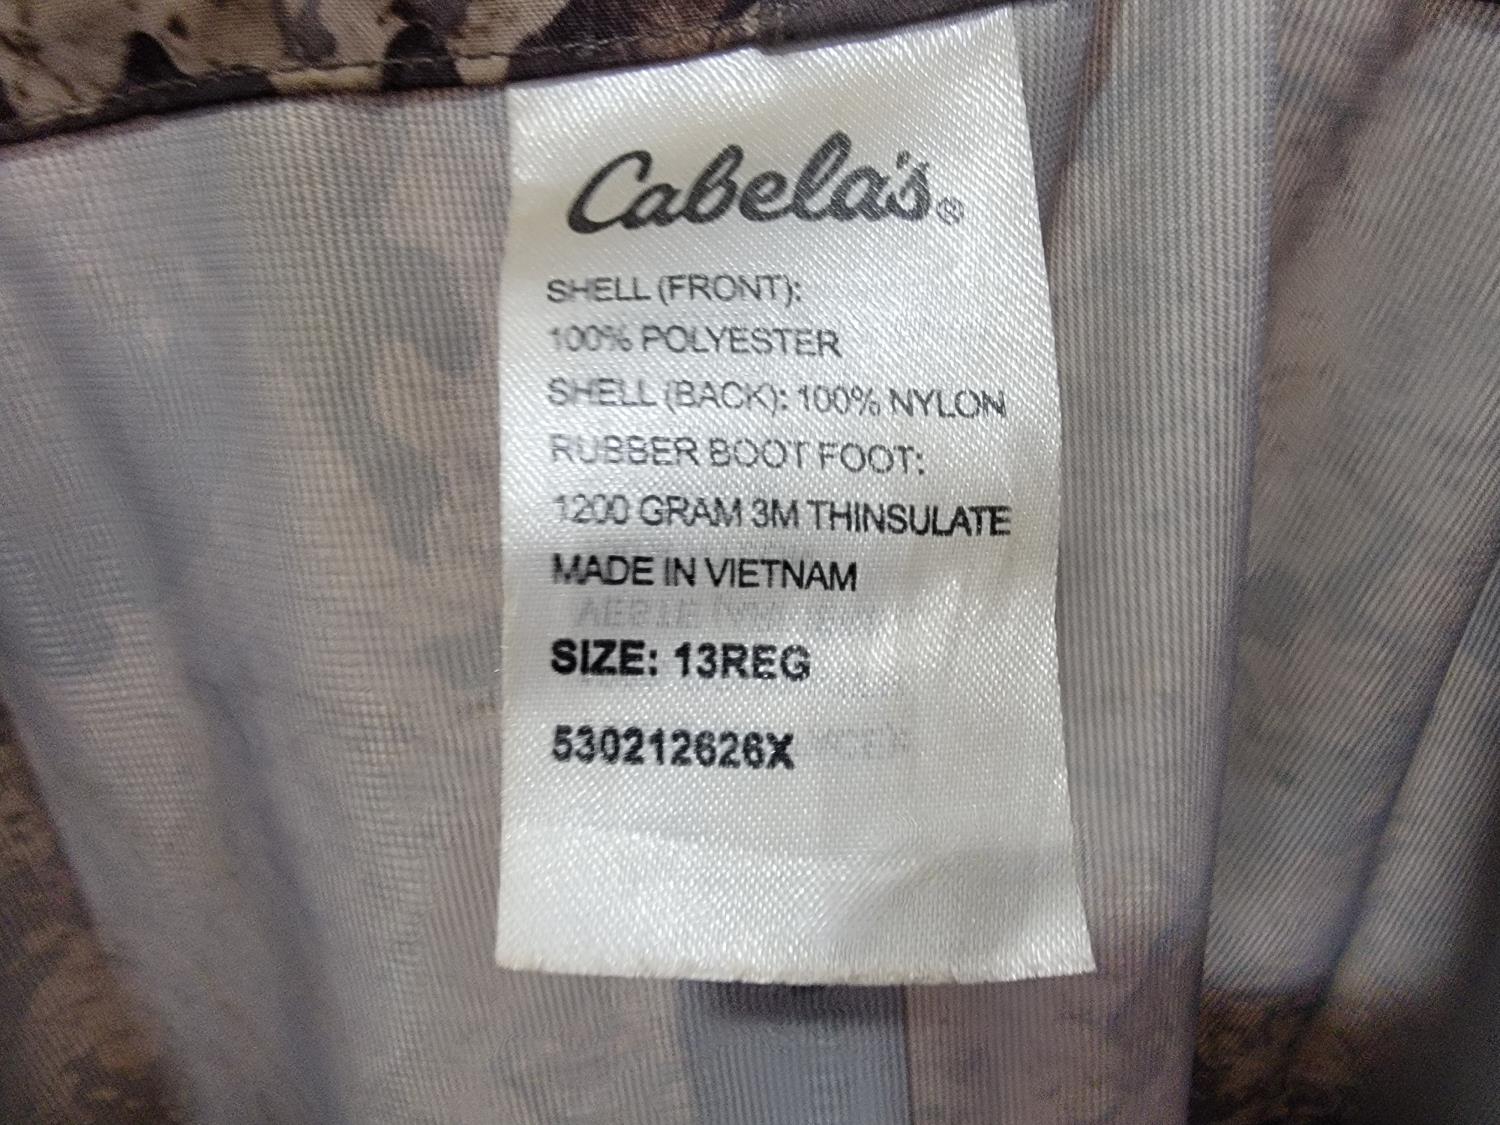 Cabela's®
SHELL (FRONT):
100% POLYESTER
SHELL (BACK): 100% NYLON
RUBBER BOOT FOOT:
1200 GRAM 3M THINSULATE
MADE IN VIETNAM
SIZE: 13REG
530212626X